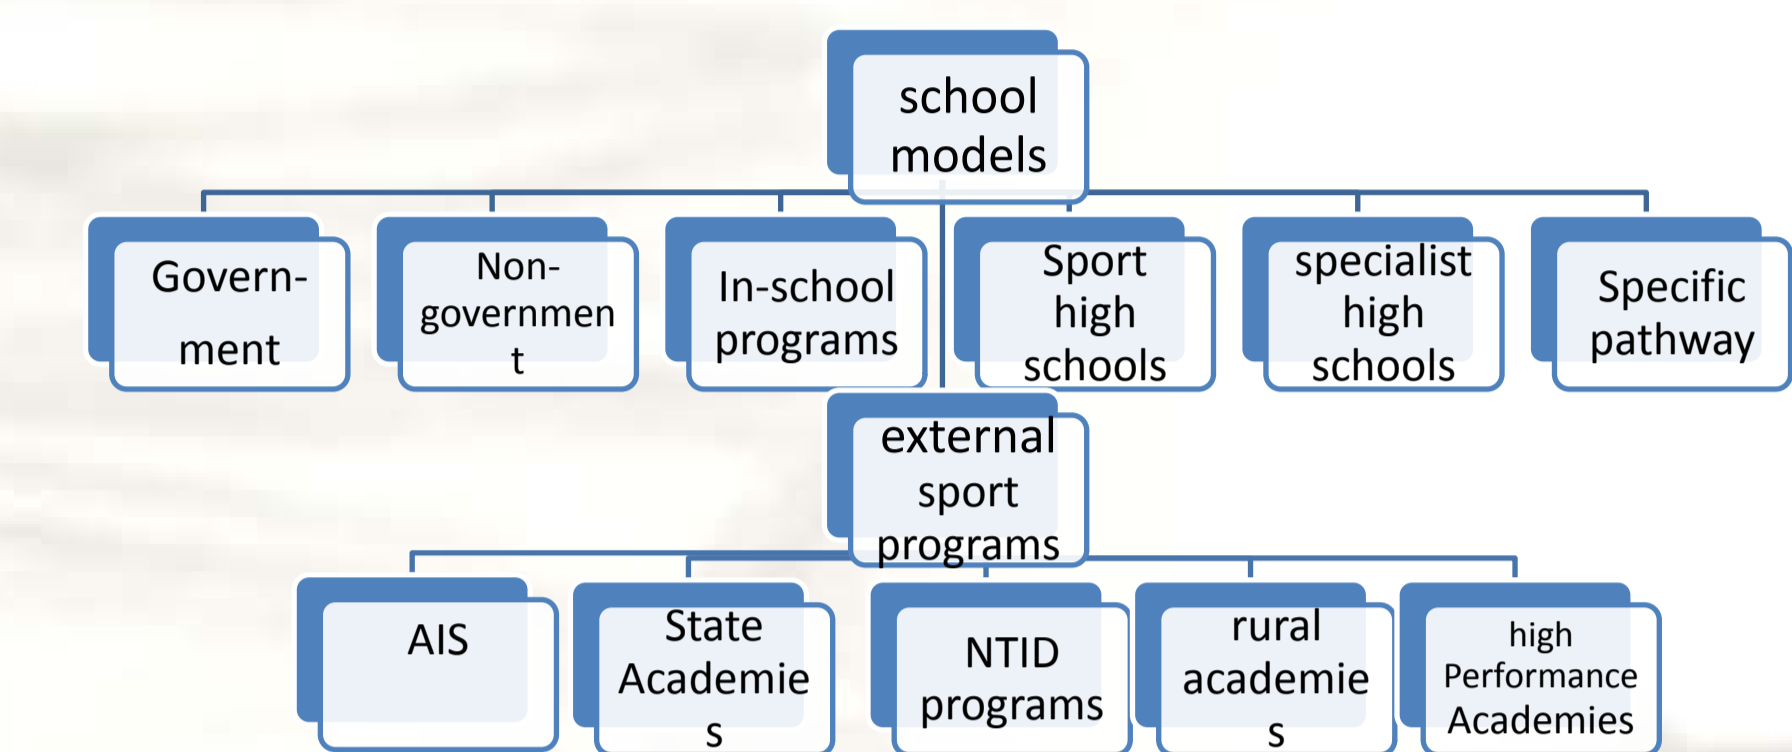 school
models
Govern-
ment
Non-
governmen
t
In-school
programs
Sport
high
schools
specialist
high
schools
Specific
pathway
external
sport
programs
AIS
State
Academie
s
NTID
programs
rural
academie
s
high
Performance
Academies